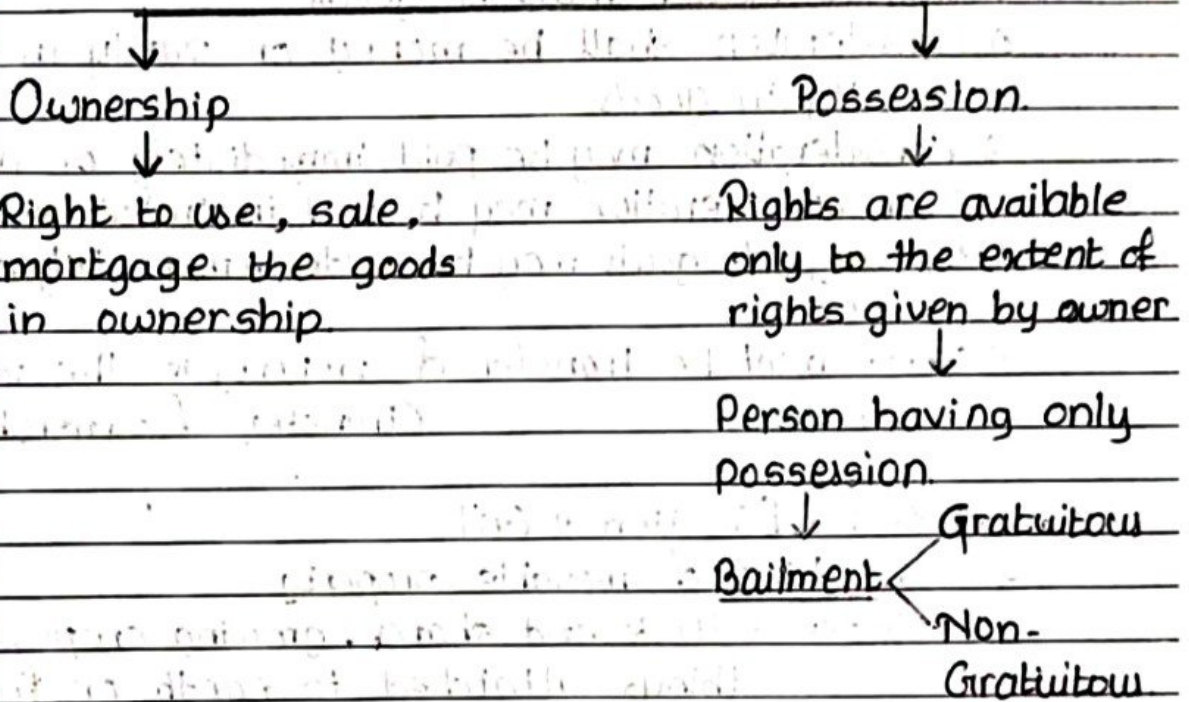 Ownership
Possession.
Right to use, sale,
mortgage the goods
in ownership
Rights are available
only to the extent of
rights given by owner
Person having only
possession.
Bailment
Gratuitous
Non-
Gratuitous